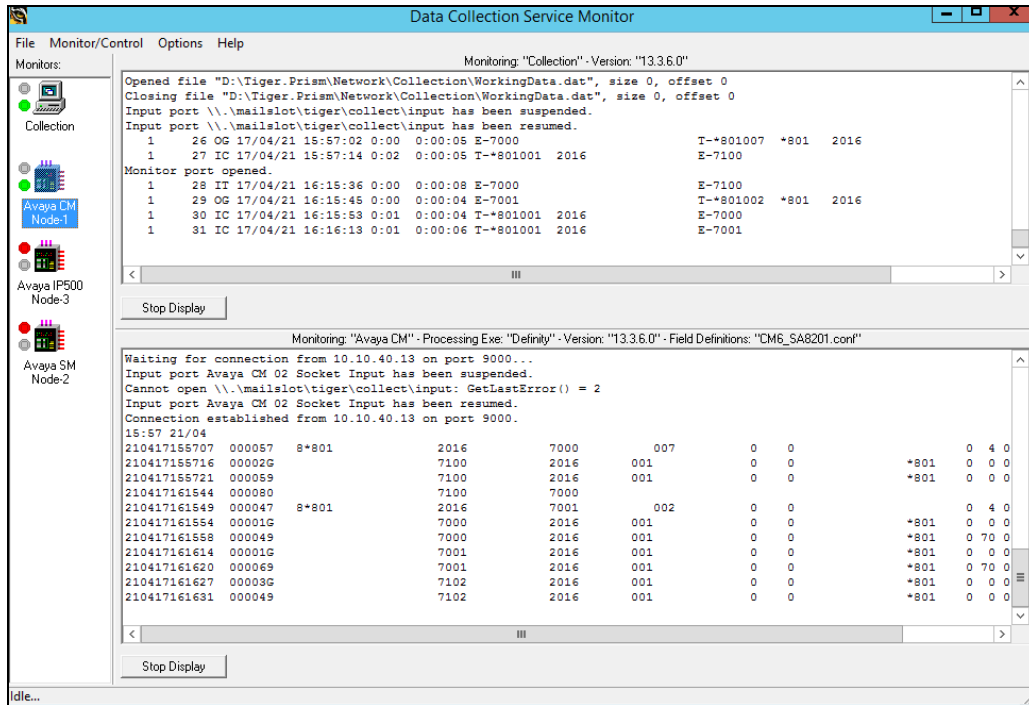 Data Collection Service Monitor
File Monitor/Control Options Help
Monitors:
Collection
Avaya CM
Node-1
Avaya IP500
Node-3
Avaya SM
Node-2
Monitoring: "Collection" - Version: "13.3.6.0"
Opened file "D:\Tiger.Prism\Network\Collection\WorkingData.dat", size 0, offset 0
Closing file "D:\Tiger.Prism\Network\Collection\WorkingData.dat", size 0, offset 0
Input port \\.\mailslot\tiger\collect\input has been suspended.
Input port \\.\mailslot\tiger\collect\input has been resumed.
1 26 OG 17/04/21 15:57:02 0:00 0:00:05 E-7000 T-*801007 *801 2016
1 27 IC 17/04/21 15:57:14 0:02 0:00:05 T-*801001 2016 E-7100
Monitor port opened.
1 28 IT 17/04/21 16:15:36 0:00 0:00:08 E-7000 E-7100
1 29 OG 17/04/21 16:15:45 0:00 0:00:04 E-7001 T-*801002 *801 2016
1 30 IC 17/04/21 16:15:53 0:01 0:00:04 T-*801001 2016 E-7000
1 31 IC 17/04/21 16:16:13 0:01 0:00:06 T-*801001 2016 E-7001
Stop Display
Monitoring: "Avaya CM" - Processing Exe: "Definity" - Version: "13.3.6.0" - Field Definitions: "CM6_SA8201.conf"
Waiting for connection from 10.10.40.13 on port 9000...
Input port Avaya CM 02 Socket Input has been suspended.
Cannot open \\.\mailslot\tiger\collect\input: GetLastError() = 2
Input port Avaya CM 02 Socket Input has been resumed.
Connection established from 10.10.40.13 on port 9000.
15:57 21/04
210417155707 000057 8*801 2016 7000 007 0 0 0 4 0
210417155716 00002G 7100 2016 001 0 0 *801 0 0 0
210417155721 000059 7100 2016 001 0 0 *801 0 0 0
210417161544 000080 7100 7000
210417161549 000047 8*801 2016 7001 002 0 0 0 4 0
210417161554 00001G 7000 2016 001 0 0 *801 0 0 0
210417161558 000049 7000 2016 001 0 0 *801 0 70 0
210417161614 00001G 7001 2016 001 0 0 *801 0 0 0
210417161620 000069 7001 2016 001 0 0 *801 0 70 0
210417161627 00003G 7102 2016 001 0 0 *801 0 0 0
210417161631 000049 7102 2016 001 0 0 *801 0 0 0
Stop Display
Idle...